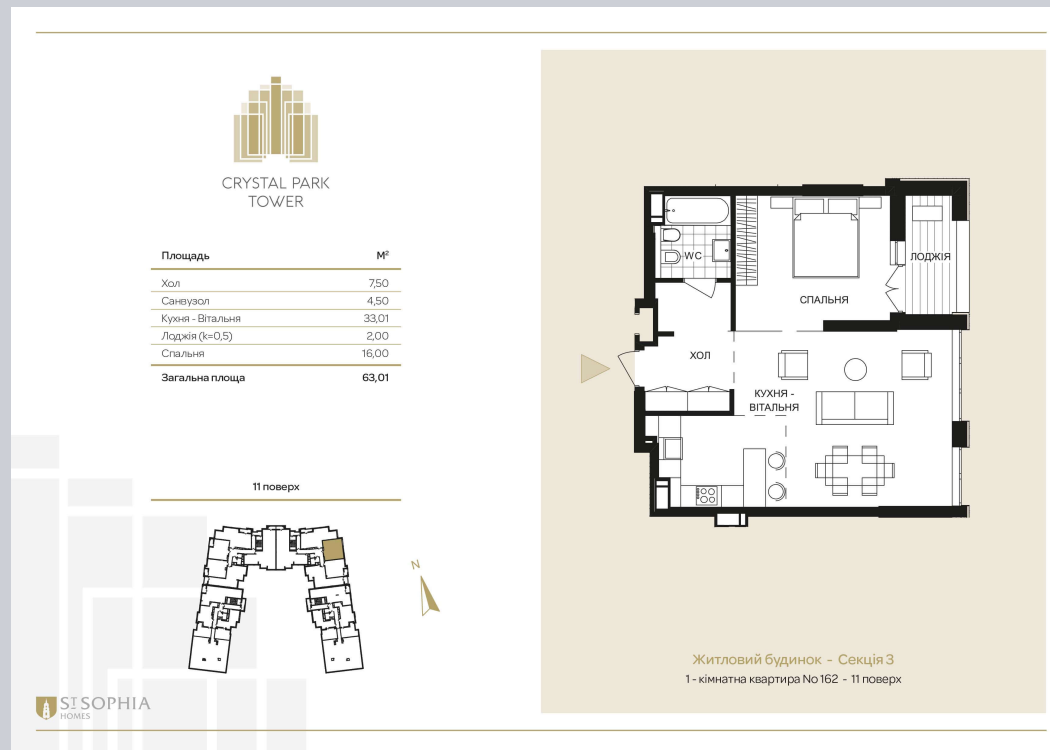 CRYSTAL PARK
TOWER
Площадь М²
Хол 7,50
Санвузол 4,50
Кухня - Вітальня 33,01
Лоджія (k=0,5) 2,00
Спальня 16,00
Загальна площа 63,01
11 поверх
N
ST SOPHIA
HOMES
WC
СПАЛЬНЯ
ЛОДЖІЯ
ХОЛ
КУХНЯ -
ВІТАЛЬНЯ
Житловий будинок - Секція 3
1 - кімнатна квартира No 162 - 11 поверх